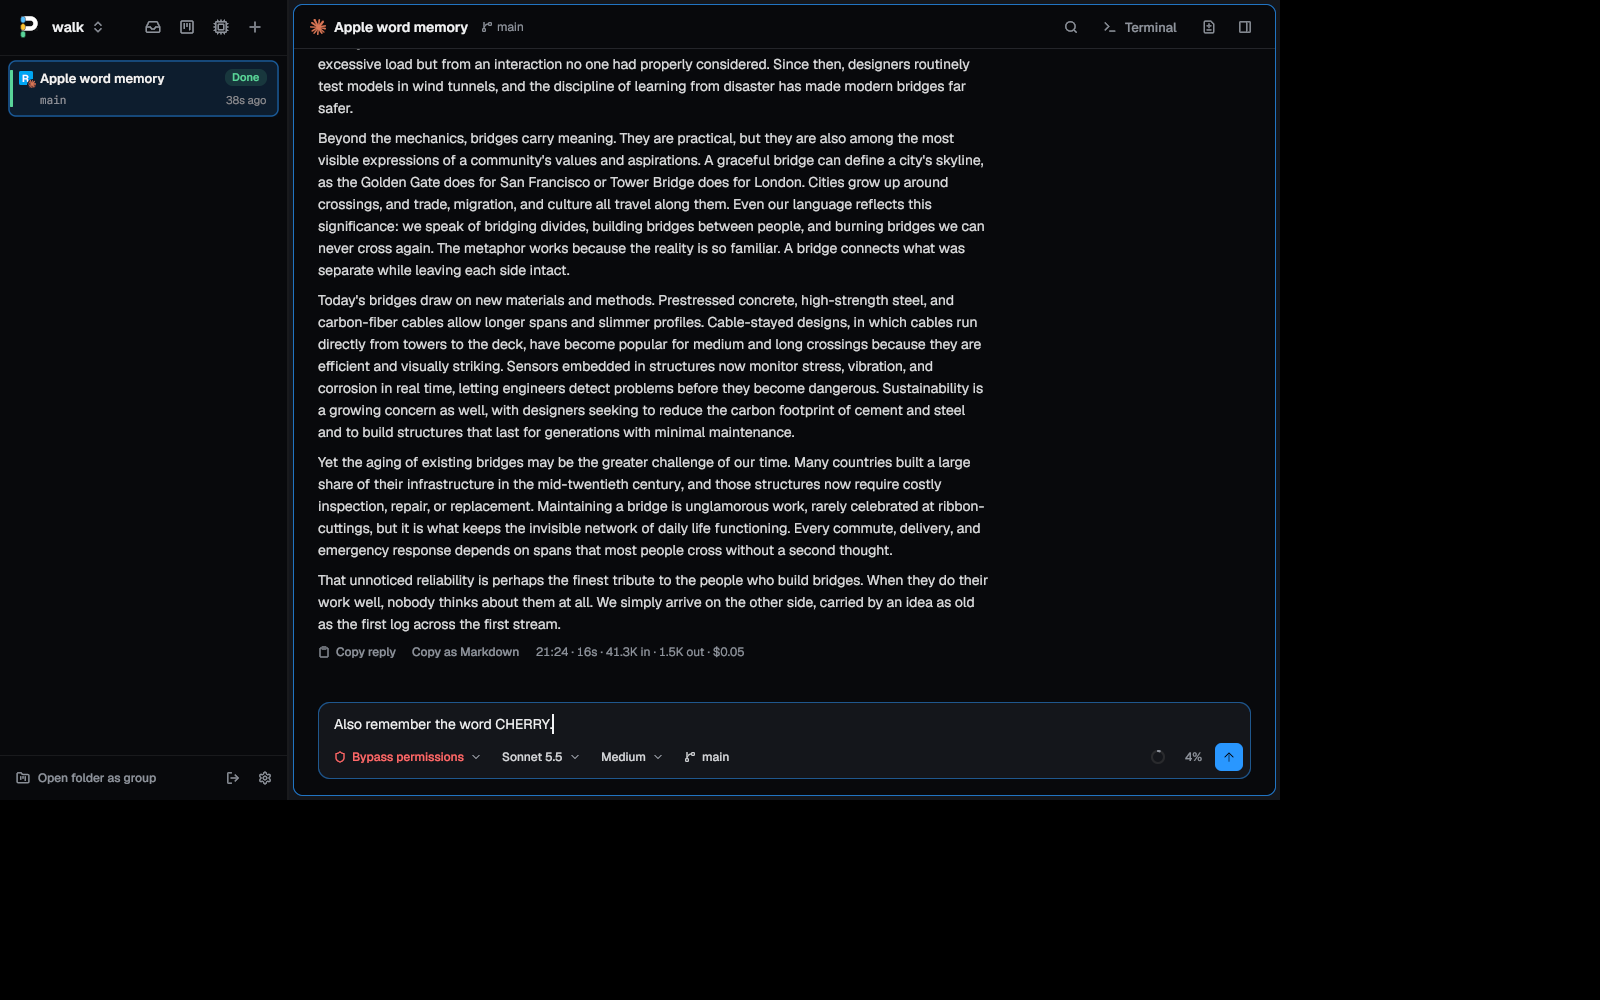 walk
Apple word memory
Done
main
38s ago
Open folder as group
Apple word memory
main
Terminal
excessive load but from an interaction no one had properly considered. Since then, designers routinely
test models in wind tunnels, and the discipline of learning from disaster has made modern bridges far
safer.
Beyond the mechanics, bridges carry meaning. They are practical, but they are also among the most
visible expressions of a community's values and aspirations. A graceful bridge can define a city's skyline,
as the Golden Gate does for San Francisco or Tower Bridge does for London. Cities grow up around
crossings, and trade, migration, and culture all travel along them. Even our language reflects this
significance: we speak of bridging divides, building bridges between people, and burning bridges we can
never cross again. The metaphor works because the reality is so familiar. A bridge connects what was
separate while leaving each side intact.
Today's bridges draw on new materials and methods. Prestressed concrete, high-strength steel, and
carbon-fiber cables allow longer spans and slimmer profiles. Cable-stayed designs, in which cables run
directly from towers to the deck, have become popular for medium and long crossings because they are
efficient and visually striking. Sensors embedded in structures now monitor stress, vibration, and
corrosion in real time, letting engineers detect problems before they become dangerous. Sustainability is
a growing concern as well, with designers seeking to reduce the carbon footprint of cement and steel
and to build structures that last for generations with minimal maintenance.
Yet the aging of existing bridges may be the greater challenge of our time. Many countries built a large
share of their infrastructure in the mid-twentieth century, and those structures now require costly
inspection, repair, or replacement. Maintaining a bridge is unglamorous work, rarely celebrated at ribbon-
cuttings, but it is what keeps the invisible network of daily life functioning. Every commute, delivery, and
emergency response depends on spans that most people cross without a second thought.
That unnoticed reliability is perhaps the finest tribute to the people who build bridges. When they do their
work well, nobody thinks about them at all. We simply arrive on the other side, carried by an idea as old
as the first log across the first stream.
Copy reply Copy as Markdown 21:24 · 16s · 41.3K in · 1.5K out · $0.05
Also remember the word CHERRY.
Bypass permissions Sonnet 5.5 Medium main 4%